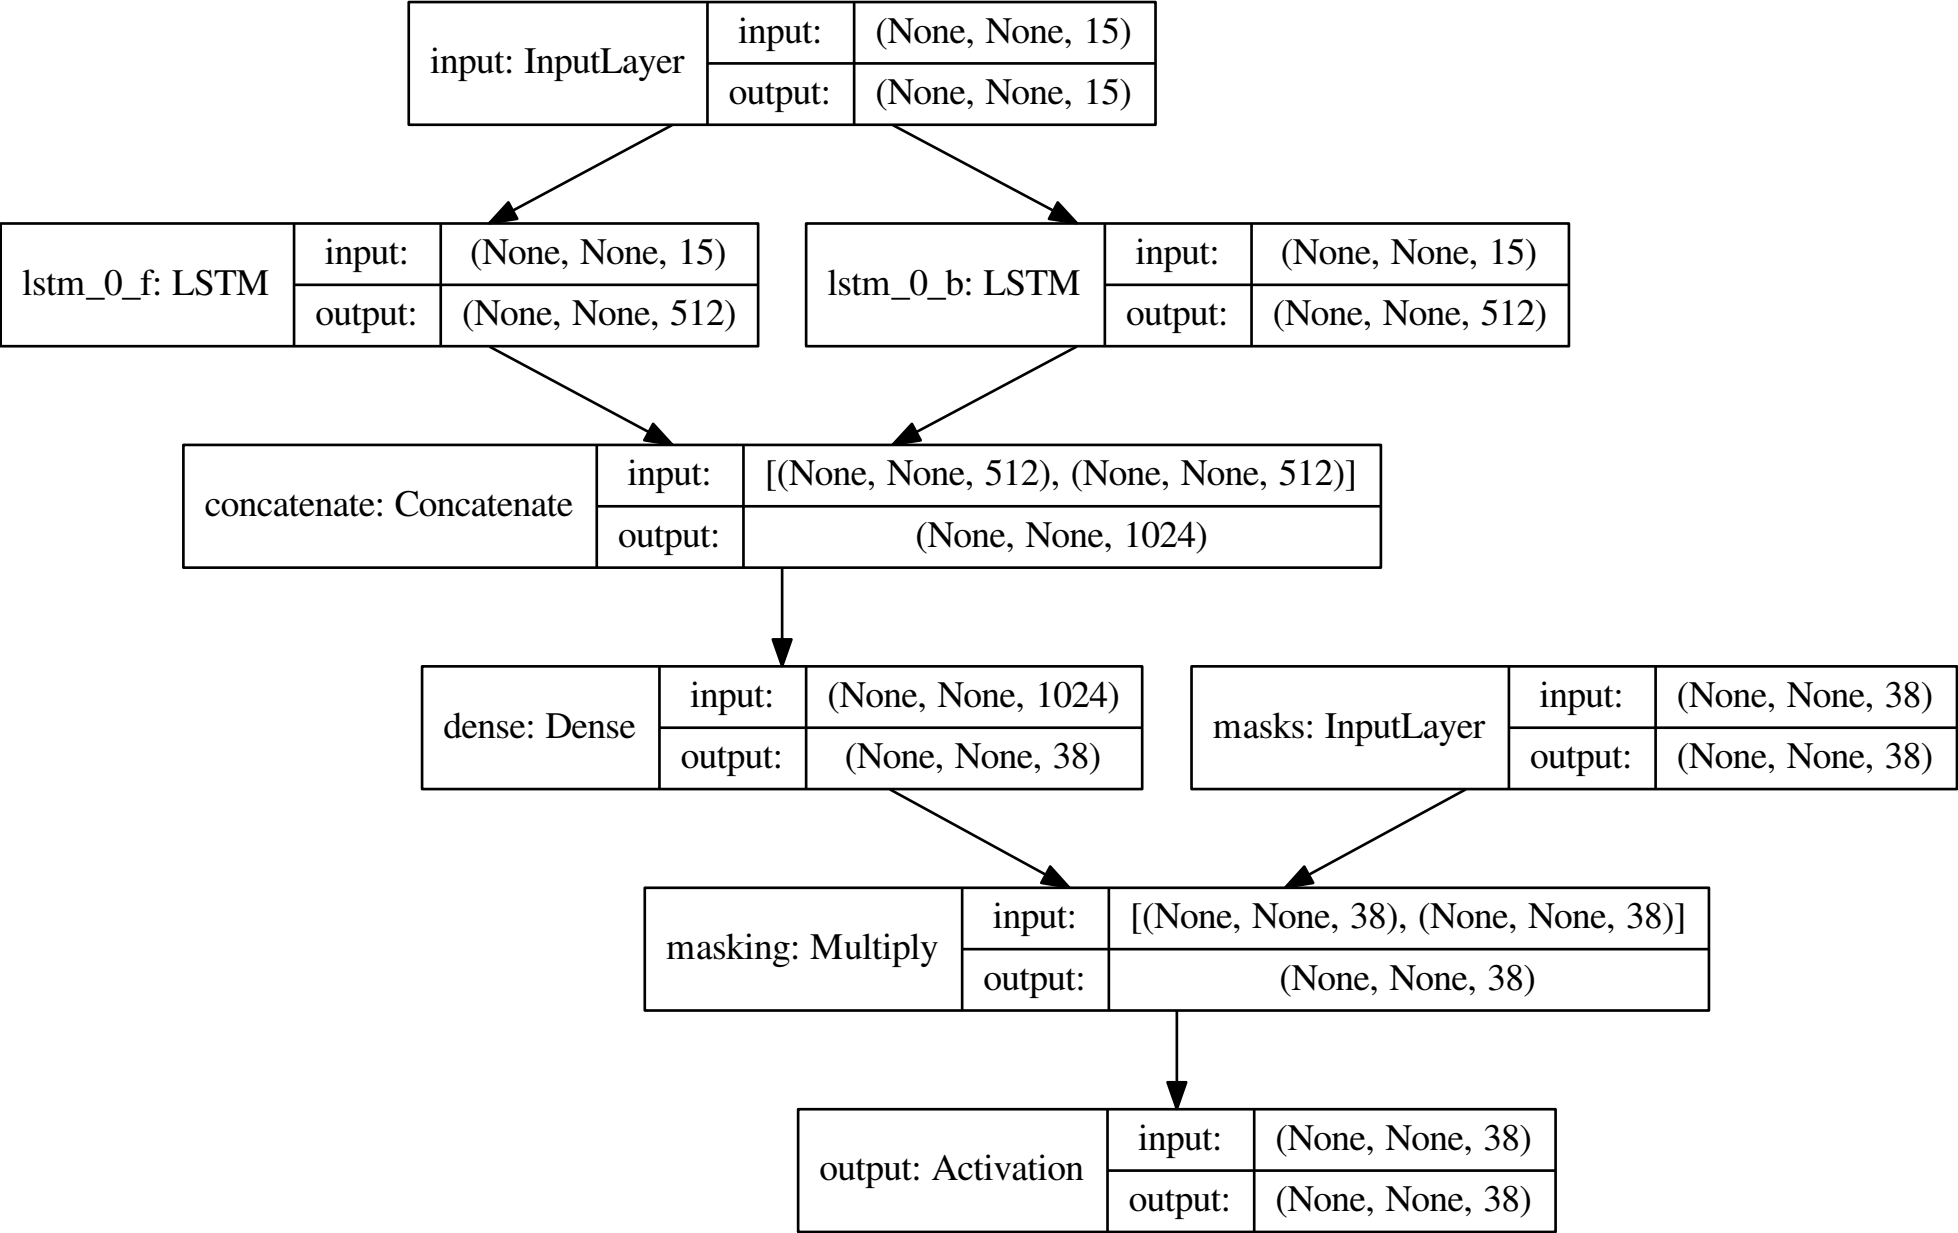 input: InputLayer
input:
(None, None, 15)
output:
(None, None, 15)
lstm_0_f: LSTM
input:
(None, None, 15)
output:
(None, None, 512)
lstm_0_b: LSTM
input:
(None, None, 15)
output:
(None, None, 512)
concatenate: Concatenate
input:
[(None, None, 512), (None, None, 512)]
output:
(None, None, 1024)
dense: Dense
input:
(None, None, 1024)
output:
(None, None, 38)
masks: InputLayer
input:
(None, None, 38)
output:
(None, None, 38)
masking: Multiply
input:
[(None, None, 38), (None, None, 38)]
output:
(None, None, 38)
output: Activation
input:
(None, None, 38)
output:
(None, None, 38)